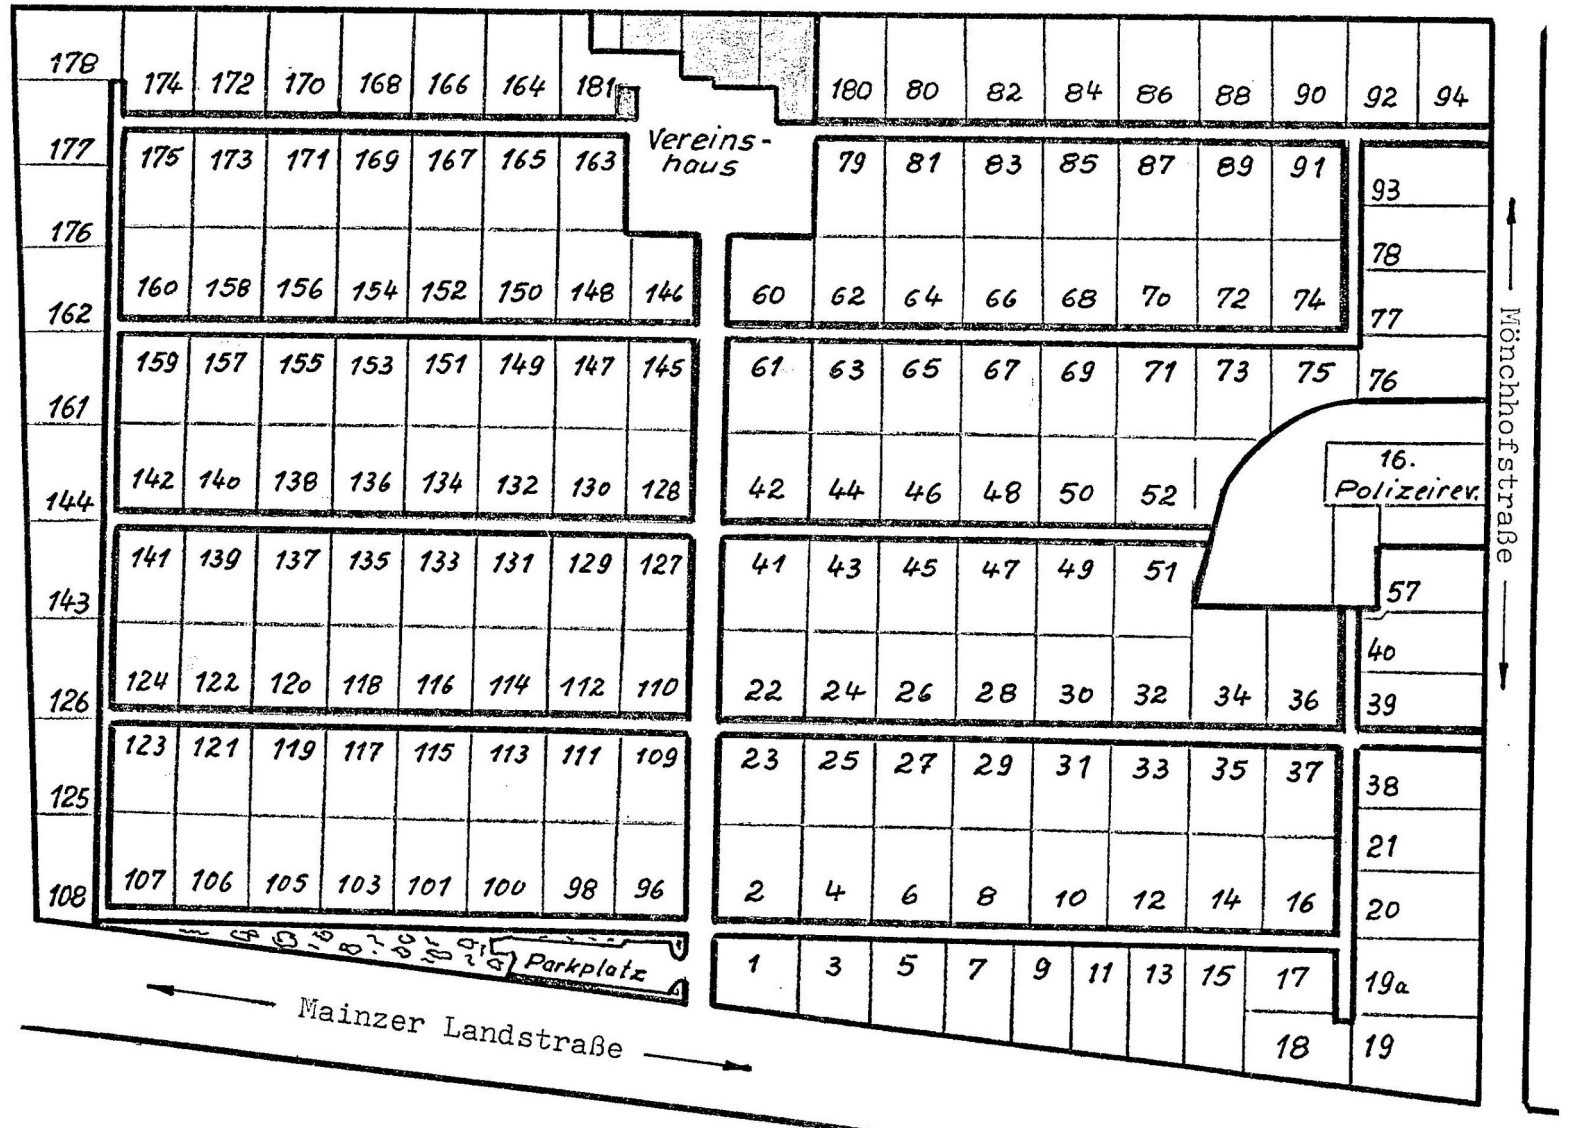 178 174 172 170 168 166 164 181 180 80 82 84 86 88 90 92 94
Vereins-
haus
177 175 173 171 169 167 165 163 79 81 83 85 87 89 91 93
176 78
162 160 158 156 154 152 150 148 146 60 62 64 66 68 70 72 74 77
159 157 155 153 151 149 147 145 61 63 65 67 69 71 73 75 76
161
16.
Polizeirev.
144 142 140 138 136 134 132 130 128 42 44 46 48 50 52
141 139 137 135 133 131 129 127 41 43 45 47 49 51
143 57
40
126 124 122 120 118 116 114 112 110 22 24 26 28 30 32 34 36 39
123 121 119 117 115 113 111 109 23 25 27 29 31 33 35 37
125 38
21
108 107 106 105 103 101 100 98 96 2 4 6 8 10 12 14 16 20
Parkplatz 1 3 5 7 9 11 13 15 17 19a
18 19
Mainzer Landstraße
Mönchhofstraße